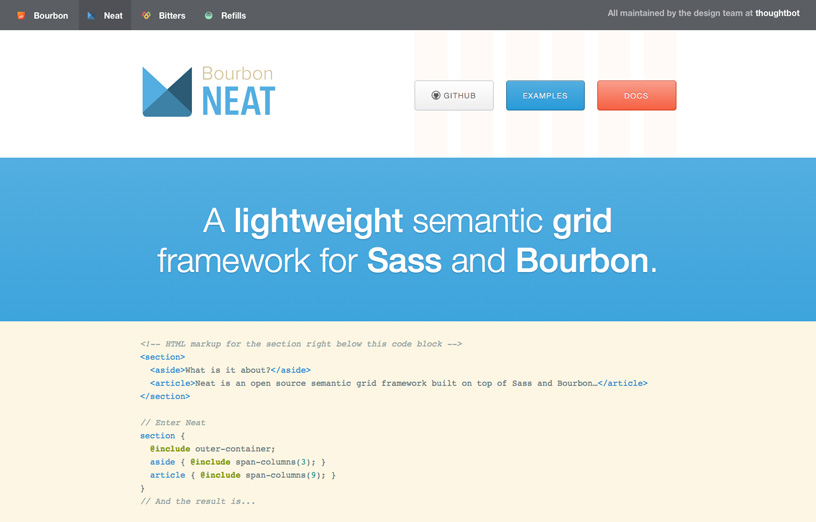 Bourbon Neat Bitters Refills All maintained by the design team at thoughtbot
Bourbon
NEAT
GITHUB EXAMPLES DOCS
A lightweight semantic grid
framework for Sass and Bourbon.
<!-- HTML markup for the section right below this code block -->
<section>
  <aside>What is it about?</aside>
  <article>Neat is an open source semantic grid framework built on top of Sass and Bourbon…</article>
</section>
// Enter Neat
section {
  @include outer-container;
  aside { @include span-columns(3); }
  article { @include span-columns(9); }
}
// And the result is...